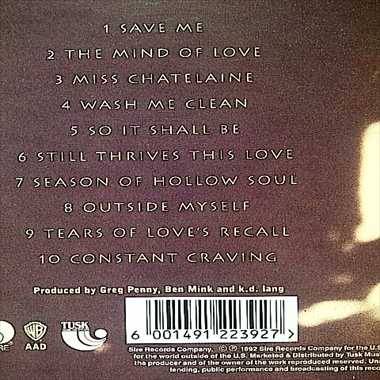 1 SAVE ME
2 THE MIND OF LOVE
3 MISS CHATELAINE
4 WASH ME CLEAN
5 SO IT SHALL BE
6 STILL THRIVES THIS LOVE
7 SEASON OF HOLLOW SOUL
8 OUTSIDE MYSELF
9 TEARS OF LOVE'S RECALL
10 CONSTANT CRAVING
Produced by Greg Penny, Ben Mink and k.d. lang
6 001491 223927 >
RE WB AAD TUSK
Sire Records Company. ℗ 1992 Sire Records Company for the U.S.
for the world outside of the U.S. Marketed & Distributed by Tusk Mus
the producer and of the owner of the work reproduced reserved. Un
lending, public performance and broadcasting of this reco